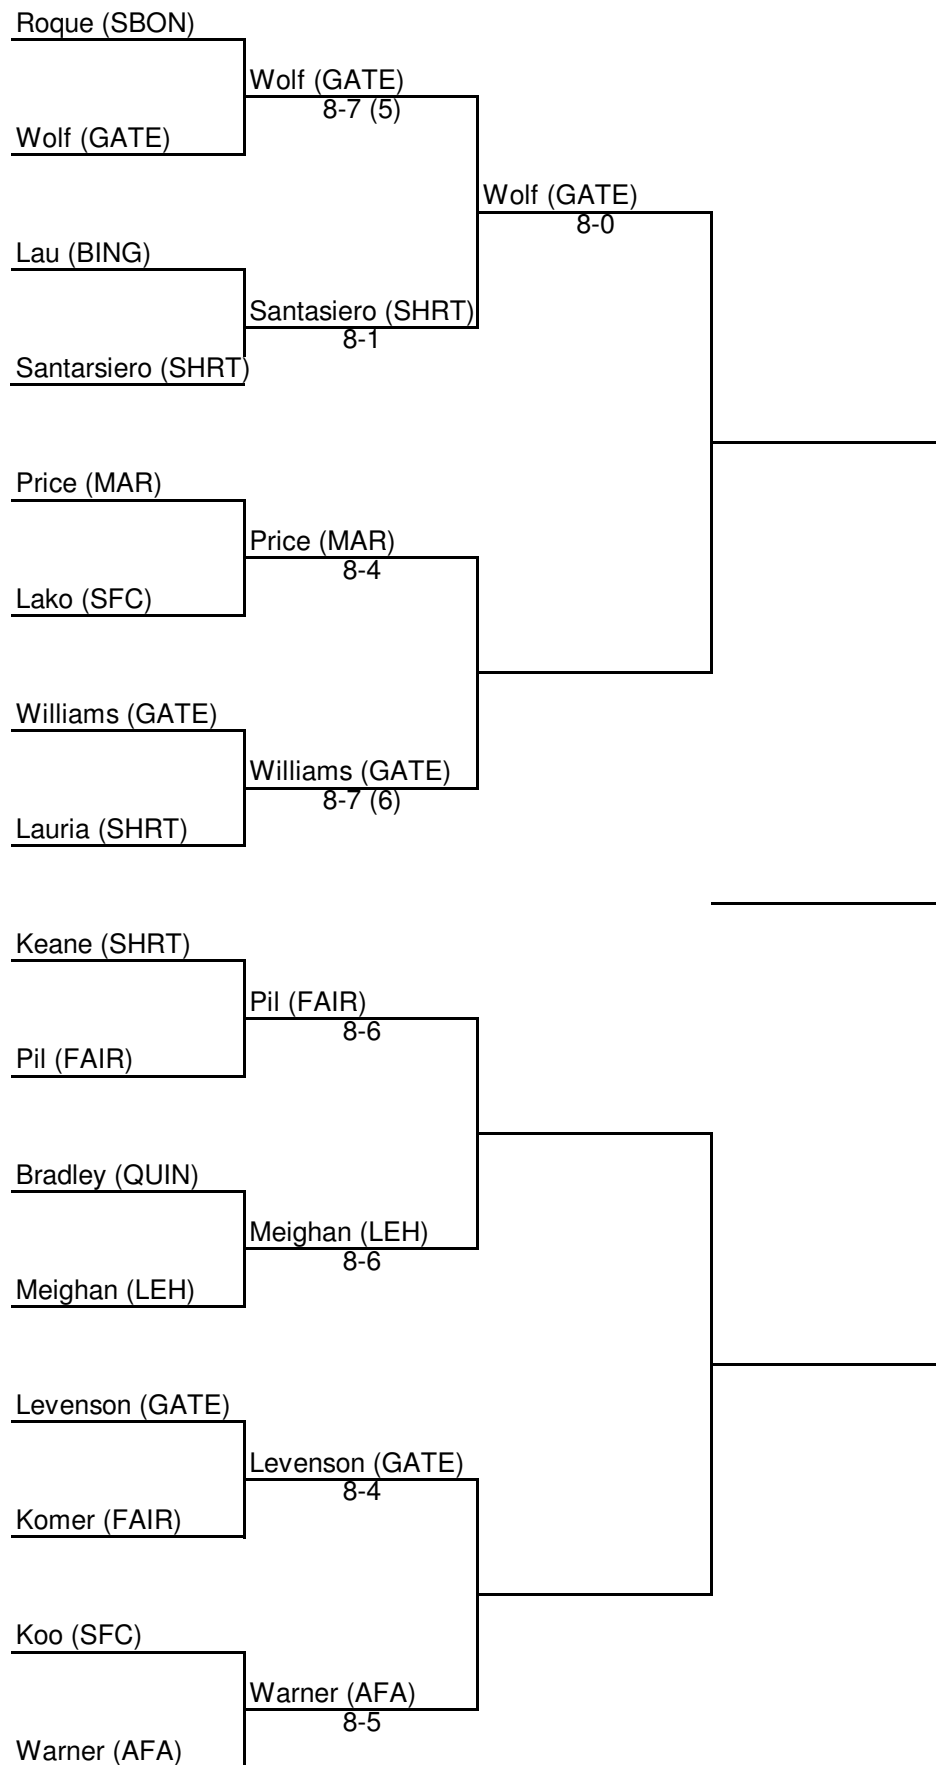 Roque (SBON)
Wolf (GATE)
8-7 (5)
Wolf (GATE)
Wolf (GATE)
8-0
Lau (BING)
Santasiero (SHRT)
8-1
Santarsiero (SHRT)
Price (MAR)
Price (MAR)
8-4
Lako (SFC)
Williams (GATE)
Williams (GATE)
8-7 (6)
Lauria (SHRT)
Keane (SHRT)
Pil (FAIR)
8-6
Pil (FAIR)
Bradley (QUIN)
Meighan (LEH)
8-6
Meighan (LEH)
Levenson (GATE)
Levenson (GATE)
8-4
Komer (FAIR)
Koo (SFC)
Warner (AFA)
8-5
Warner (AFA)